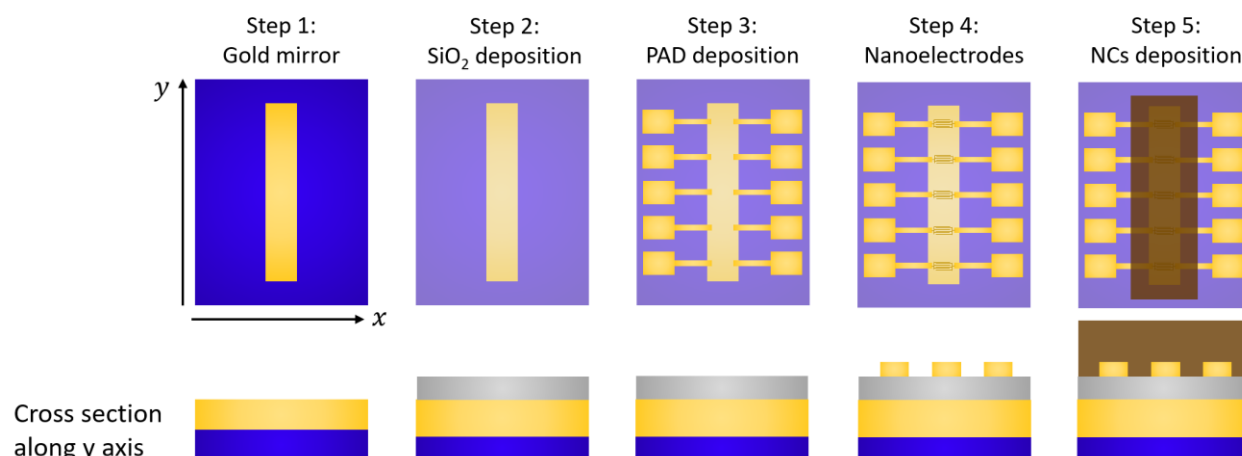 Step 1:
Gold mirror
Step 2:
SiO₂ deposition
Step 3:
PAD deposition
Step 4:
Nanoelectrodes
Step 5:
NCs deposition
y
x
Cross section
along y axis